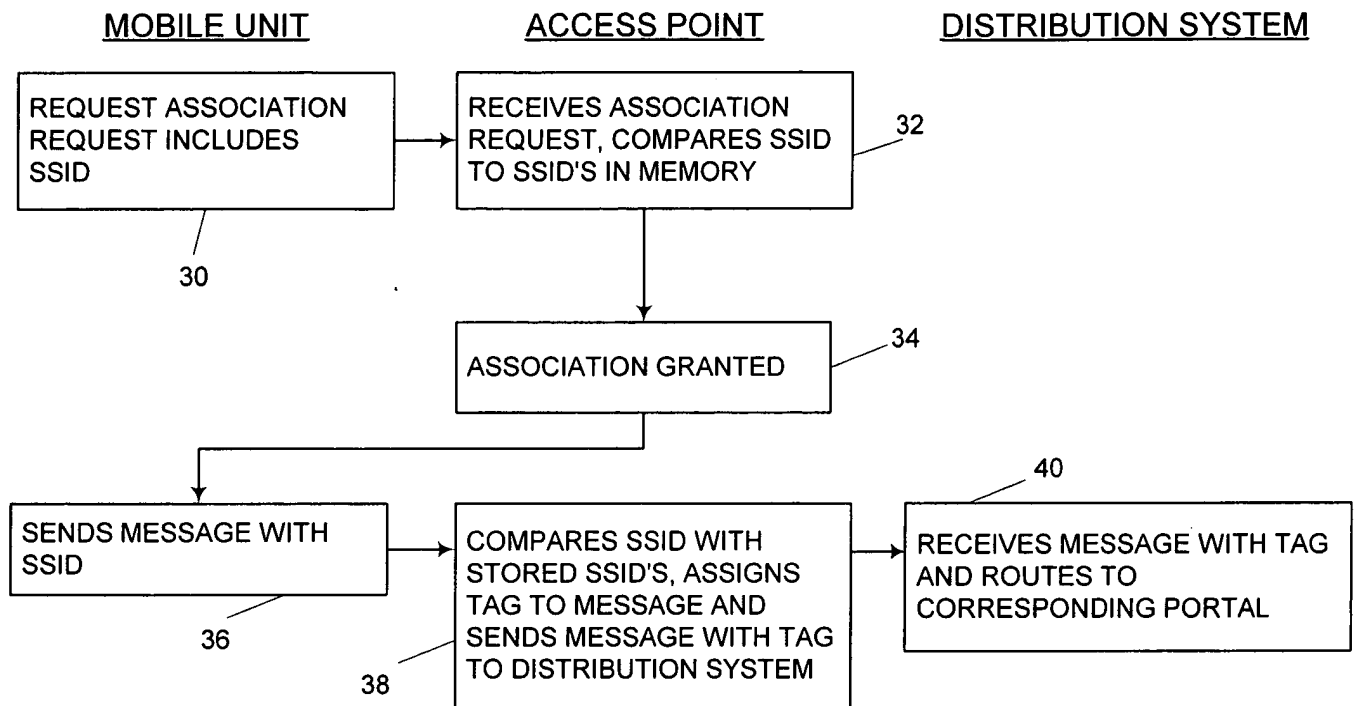 MOBILE UNIT
ACCESS POINT
DISTRIBUTION SYSTEM
REQUEST ASSOCIATION
REQUEST INCLUDES
SSID
30
RECEIVES ASSOCIATION
REQUEST, COMPARES SSID
TO SSID'S IN MEMORY
32
ASSOCIATION GRANTED
34
SENDS MESSAGE WITH
SSID
36
COMPARES SSID WITH
STORED SSID'S, ASSIGNS
TAG TO MESSAGE AND
SENDS MESSAGE WITH TAG
TO DISTRIBUTION SYSTEM
38
40
RECEIVES MESSAGE WITH TAG
AND ROUTES TO
CORRESPONDING PORTAL